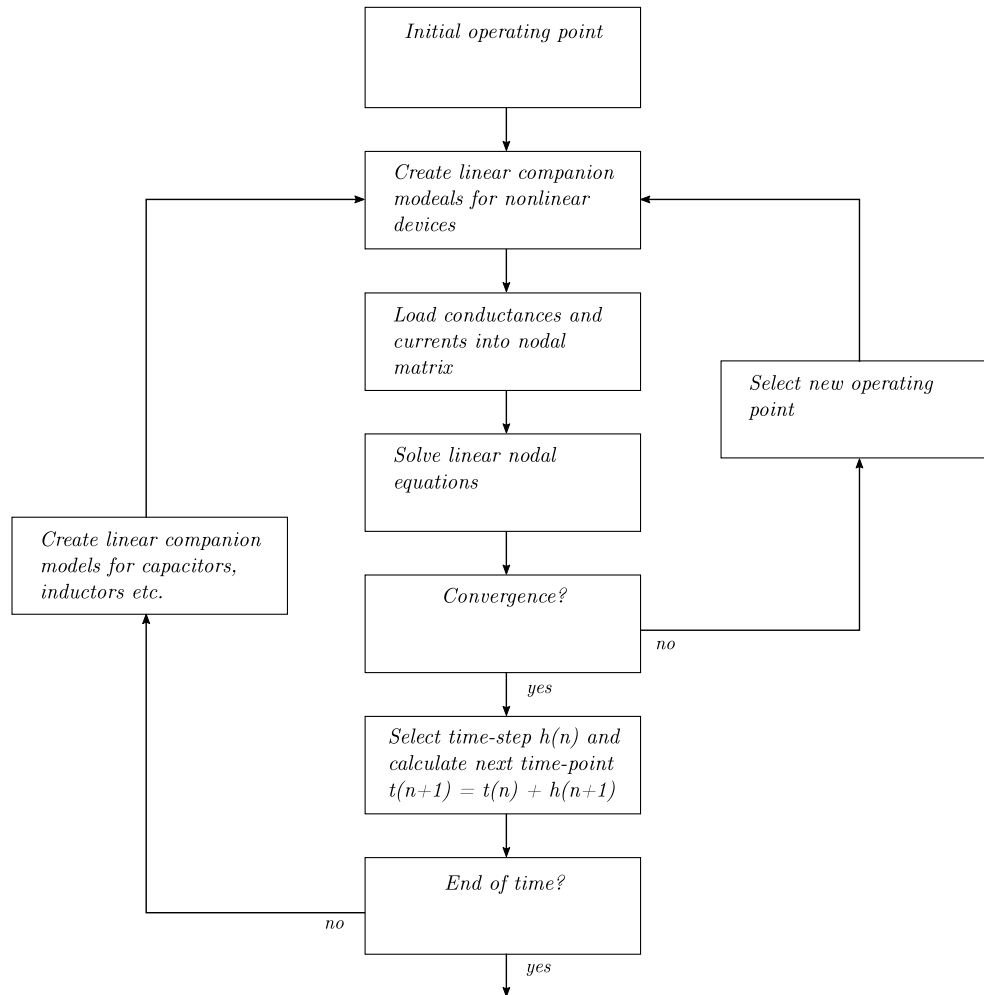 Initial operating point
Create linear companion
modeals for nonlinear
devices
Load conductances and
currents into nodal
matrix
Select new operating
point
Solve linear nodal
equations
Create linear companion
models for capacitors,
inductors etc.
Convergence?
no
yes
Select time-step h(n) and
calculate next time-point
t(n+1) = t(n) + h(n+1)
End of time?
no
yes